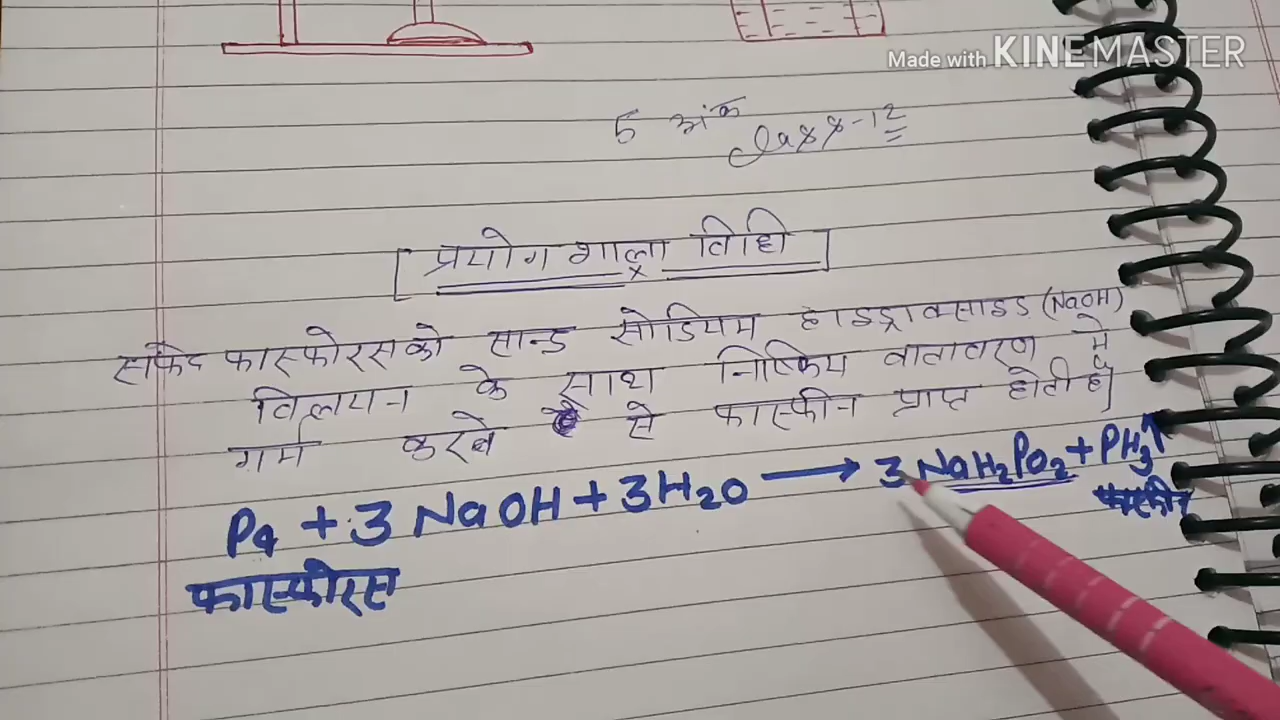 Made with KINEMASTER
5 अंक
Class-12
प्रयोगशाला विधि
सफेद फास्फोरस को सान्द्र सोडियम हाइड्राक्साइड (NaOH)
विलयन के साथ निष्क्रिय वातावरण में
गर्म करने से फास्फीन प्राप्त होती है।
P₄ + 3 NaOH + 3H₂O ⟶ 3 NaH₂PO₂ + PH₃↑
फास्फोरस फास्फीन